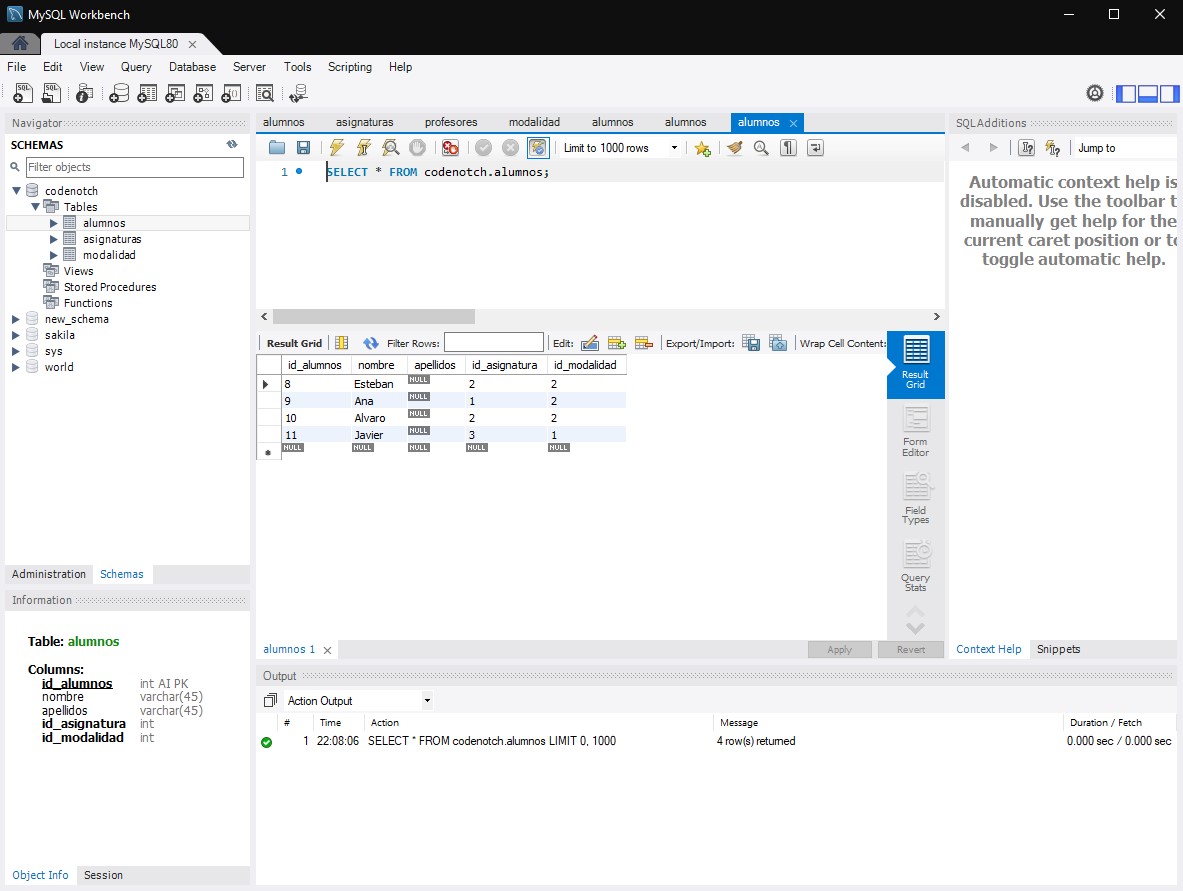 MySQL Workbench
Local instance MySQL80
File Edit View Query Database Server Tools Scripting Help
Navigator
SCHEMAS
Filter objects
codenotch
Tables
alumnos
asignaturas
modalidad
Views
Stored Procedures
Functions
new_schema
sakila
sys
world
Administration Schemas
Information
Table: alumnos
Columns:
id_alumnos int AI PK
nombre varchar(45)
apellidos varchar(45)
id_asignatura int
id_modalidad int
Object Info Session
alumnos asignaturas profesores modalidad alumnos alumnos alumnos
Limit to 1000 rows
1 SELECT * FROM codenotch.alumnos;
Result Grid Filter Rows: Edit: Export/Import: Wrap Cell Content:
id_alumnos nombre apellidos id_asignatura id_modalidad
8 Esteban NULL 2 2
9 Ana NULL 1 2
10 Alvaro NULL 2 2
11 Javier NULL 3 1
NULL NULL NULL NULL NULL
Result
Grid
Form
Editor
Field
Types
Query
Stats
alumnos 1 Apply Revert
SQLAdditions
Jump to
Automatic context help is
disabled. Use the toolbar t
manually get help for the
current caret position or to
toggle automatic help.
Context Help Snippets
Output
Action Output
# Time Action Message Duration / Fetch
1 22:08:06 SELECT * FROM codenotch.alumnos LIMIT 0, 1000 4 row(s) returned 0.000 sec / 0.000 sec